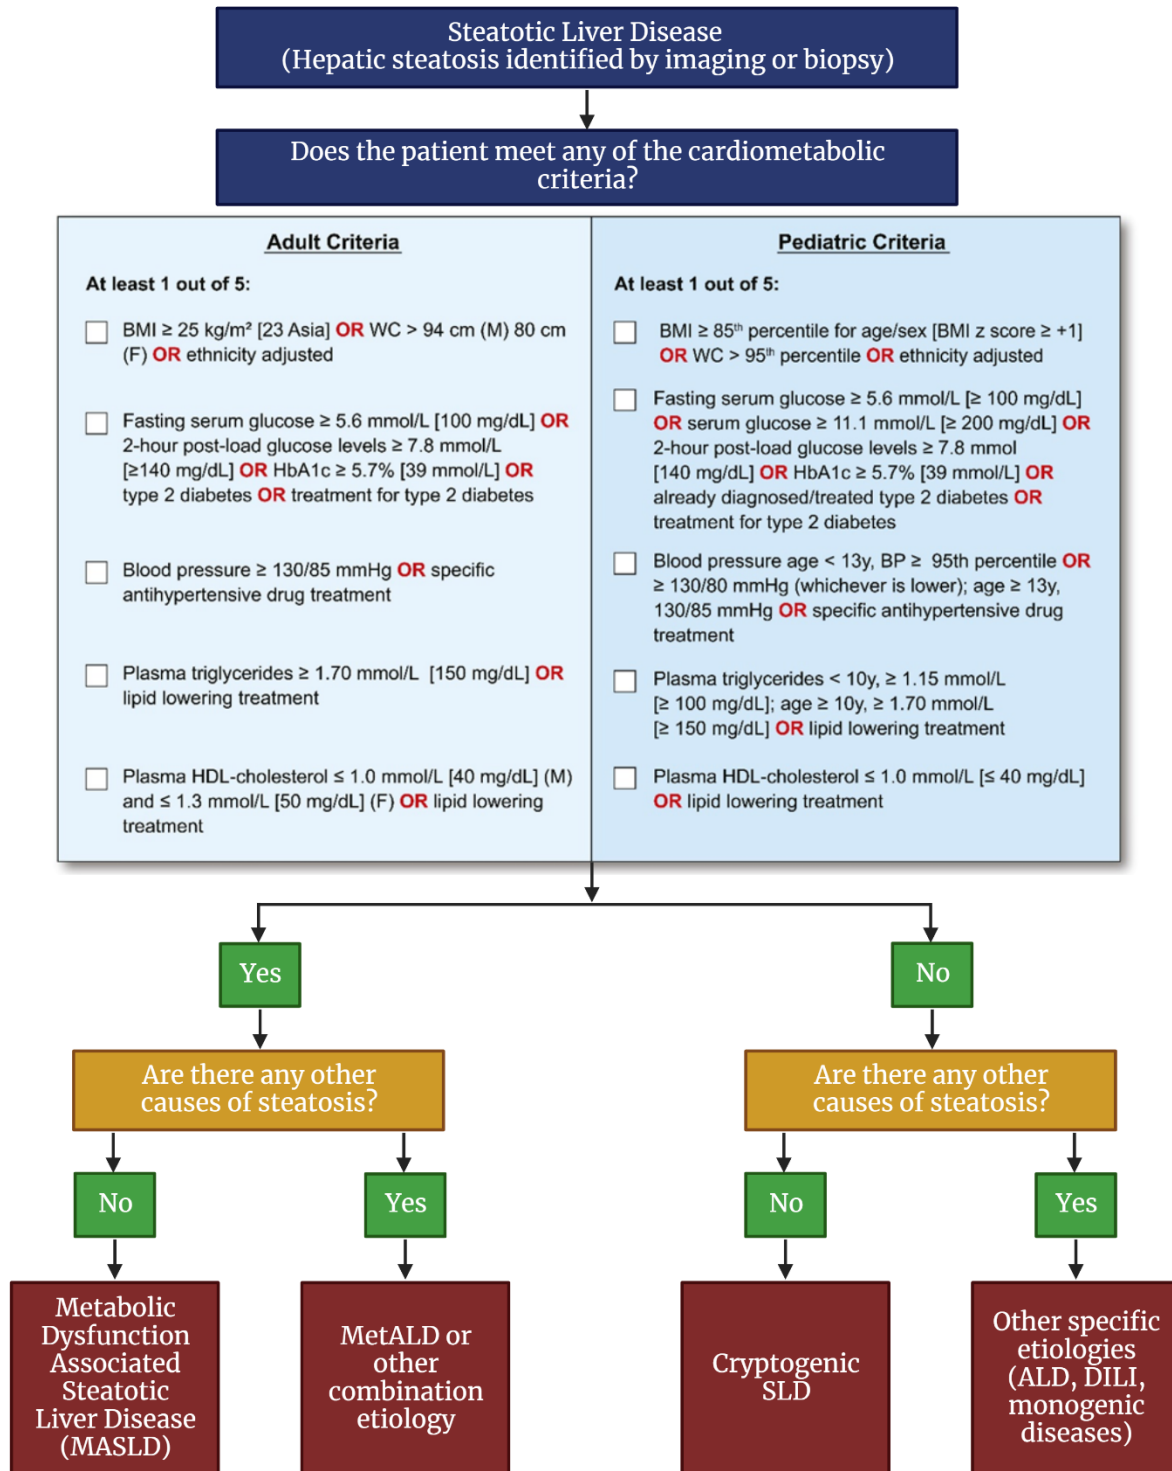 Steatotic Liver Disease
(Hepatic steatosis identified by imaging or biopsy)
Does the patient meet any of the cardiometabolic
criteria?
Adult Criteria
At least 1 out of 5:
BMI ≥ 25 kg/m² [23 Asia] OR WC > 94 cm (M) 80 cm
(F) OR ethnicity adjusted
Fasting serum glucose ≥ 5.6 mmol/L [100 mg/dL] OR
2-hour post-load glucose levels ≥ 7.8 mmol/L
[≥140 mg/dL] OR HbA1c ≥ 5.7% [39 mmol/L] OR
type 2 diabetes OR treatment for type 2 diabetes
Blood pressure ≥ 130/85 mmHg OR specific
antihypertensive drug treatment
Plasma triglycerides ≥ 1.70 mmol/L [150 mg/dL] OR
lipid lowering treatment
Plasma HDL-cholesterol ≤ 1.0 mmol/L [40 mg/dL] (M)
and ≤ 1.3 mmol/L [50 mg/dL] (F) OR lipid lowering
treatment
Pediatric Criteria
At least 1 out of 5:
BMI ≥ 85th percentile for age/sex [BMI z score ≥ +1]
OR WC > 95th percentile OR ethnicity adjusted
Fasting serum glucose ≥ 5.6 mmol/L [≥ 100 mg/dL]
OR serum glucose ≥ 11.1 mmol/L [≥ 200 mg/dL] OR
2-hour post-load glucose levels ≥ 7.8 mmol
[140 mg/dL] OR HbA1c ≥ 5.7% [39 mmol/L] OR
already diagnosed/treated type 2 diabetes OR
treatment for type 2 diabetes
Blood pressure age < 13y, BP ≥ 95th percentile OR
≥ 130/80 mmHg (whichever is lower); age ≥ 13y,
130/85 mmHg OR specific antihypertensive drug
treatment
Plasma triglycerides < 10y, ≥ 1.15 mmol/L
[≥ 100 mg/dL]; age ≥ 10y, ≥ 1.70 mmol/L
[≥ 150 mg/dL] OR lipid lowering treatment
Plasma HDL-cholesterol ≤ 1.0 mmol/L [≤ 40 mg/dL]
OR lipid lowering treatment
Yes
No
Are there any other
causes of steatosis?
Are there any other
causes of steatosis?
No
Yes
No
Yes
Metabolic
Dysfunction
Associated
Steatotic
Liver Disease
(MASLD)
MetALD or
other
combination
etiology
Cryptogenic
SLD
Other specific
etiologies
(ALD, DILI,
monogenic
diseases)